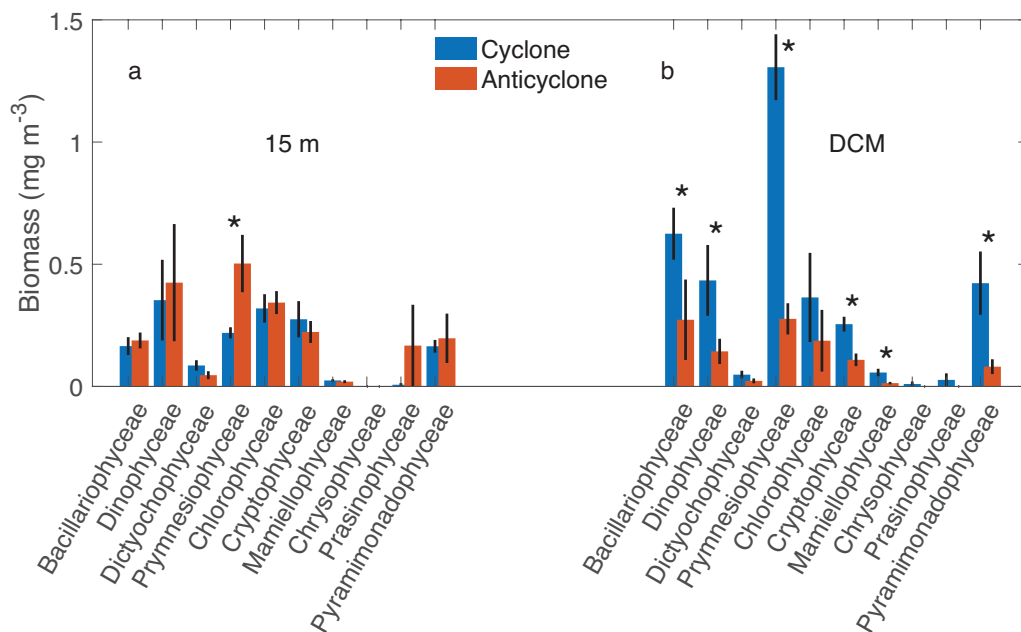 1.5
1
0.5
0
Biomass (mg m-3)
a
15 m
*
Cyclone
Anticyclone
b
DCM
*
*
*
*
*
*
Bacillariophyceae
Dinophyceae
Dictyochophyceae
Prymnesiophyceae
Chlorophyceae
Cryptophyceae
Mamiellophyceae
Chrysophyceae
Prasinophyceae
Pyramimonadophyceae
Bacillariophyceae
Dinophyceae
Dictyochophyceae
Prymnesiophyceae
Chlorophyceae
Cryptophyceae
Mamiellophyceae
Chrysophyceae
Prasinophyceae
Pyramimonadophyceae